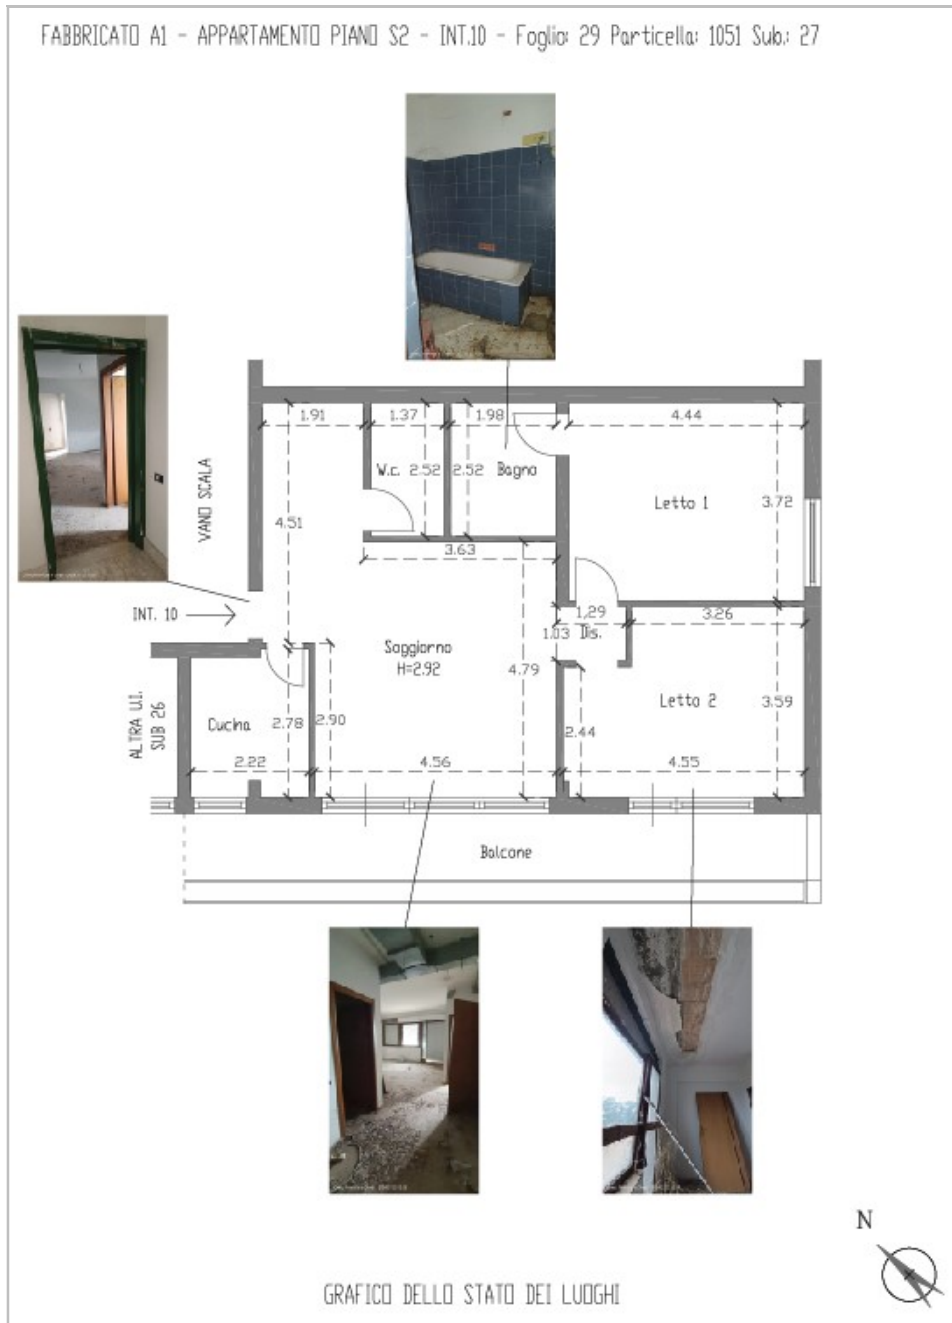 FABBRICATO A1 - APPARTAMENTO PIANO S2 - INT.10 - Foglio: 29 Particella: 1051 Sub.: 27
1.91
1.37
1.98
4.44
W.c.
2.52
2.52
Bagno
Letto 1
3.72
VANO SCALA
4.51
3.63
INT. 10
1,29
3.26
1.03
Dis.
Soggiorno
H=2.92
4.79
Letto 2
3.59
ALTRA U.I.
SUB 26
Cucina
2.78
2.90
2.44
2.22
4.56
4.55
Balcone
N
GRAFICO DELLO STATO DEI LUOGHI